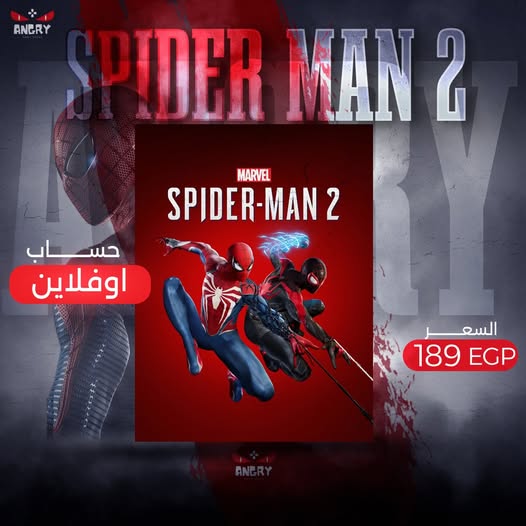 ANGRY
SPIDER MAN 2
MARVEL
SPIDER-MAN 2
حساب
اوفلاين
السعر
189 EGP
ANGRY